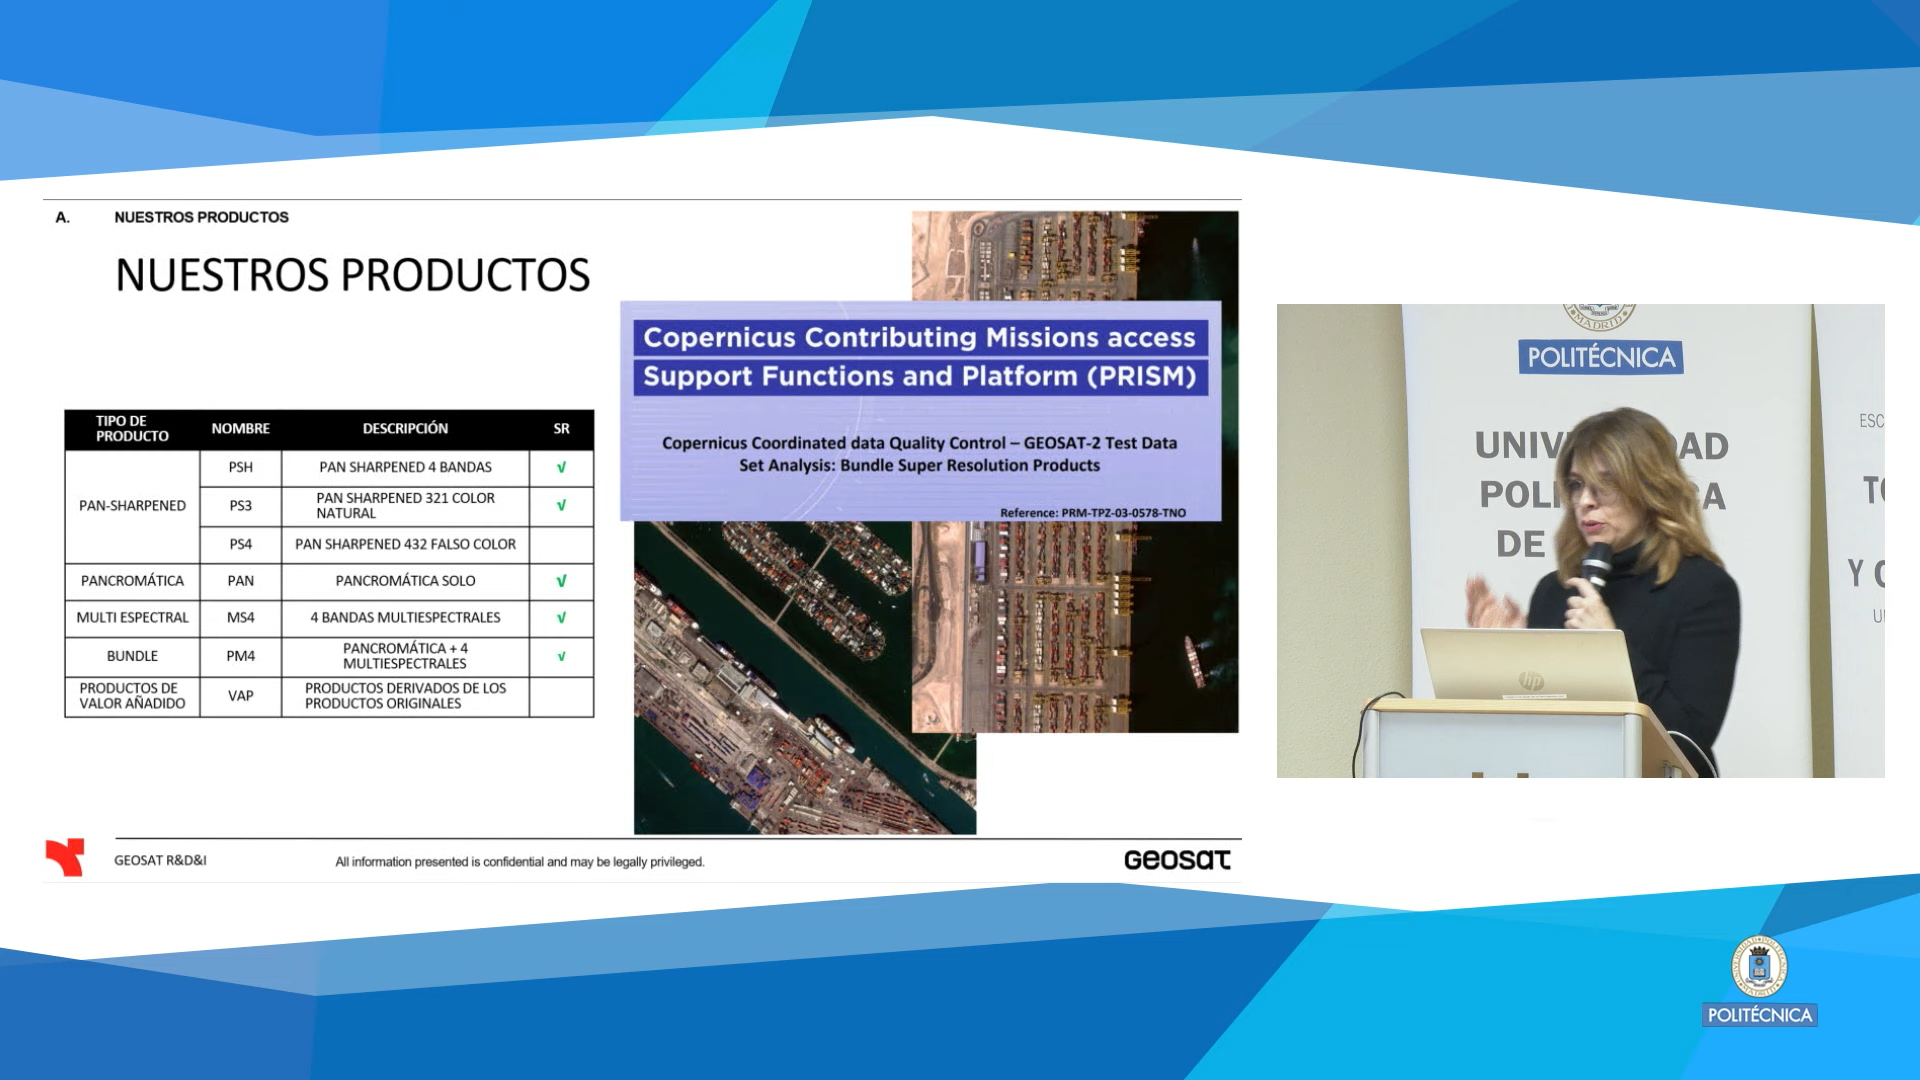 A. NUESTROS PRODUCTOS
NUESTROS PRODUCTOS
TIPO DE
PRODUCTO
NOMBRE
DESCRIPCIÓN
SR
PAN-SHARPENED
PSH
PAN SHARPENED 4 BANDAS
√
PS3
PAN SHARPENED 321 COLOR
NATURAL
√
PS4
PAN SHARPENED 432 FALSO COLOR
PANCROMÁTICA
PAN
PANCROMÁTICA SOLO
√
MULTI ESPECTRAL
MS4
4 BANDAS MULTIESPECTRALES
√
BUNDLE
PM4
PANCROMÁTICA + 4
MULTIESPECTRALES
√
PRODUCTOS DE
VALOR AÑADIDO
VAP
PRODUCTOS DERIVADOS DE LOS
PRODUCTOS ORIGINALES
Copernicus Contributing Missions access
Support Functions and Platform (PRISM)
Copernicus Coordinated data Quality Control – GEOSAT-2 Test Data
Set Analysis: Bundle Super Resolution Products
Reference: PRM-TPZ-03-0578-TNO
GEOSAT R&D&I
All information presented is confidential and may be legally privileged.
GEOSAT
MADRID
POLITÉCNICA
DE
ESC
Y
hp
POLITÉCNICA